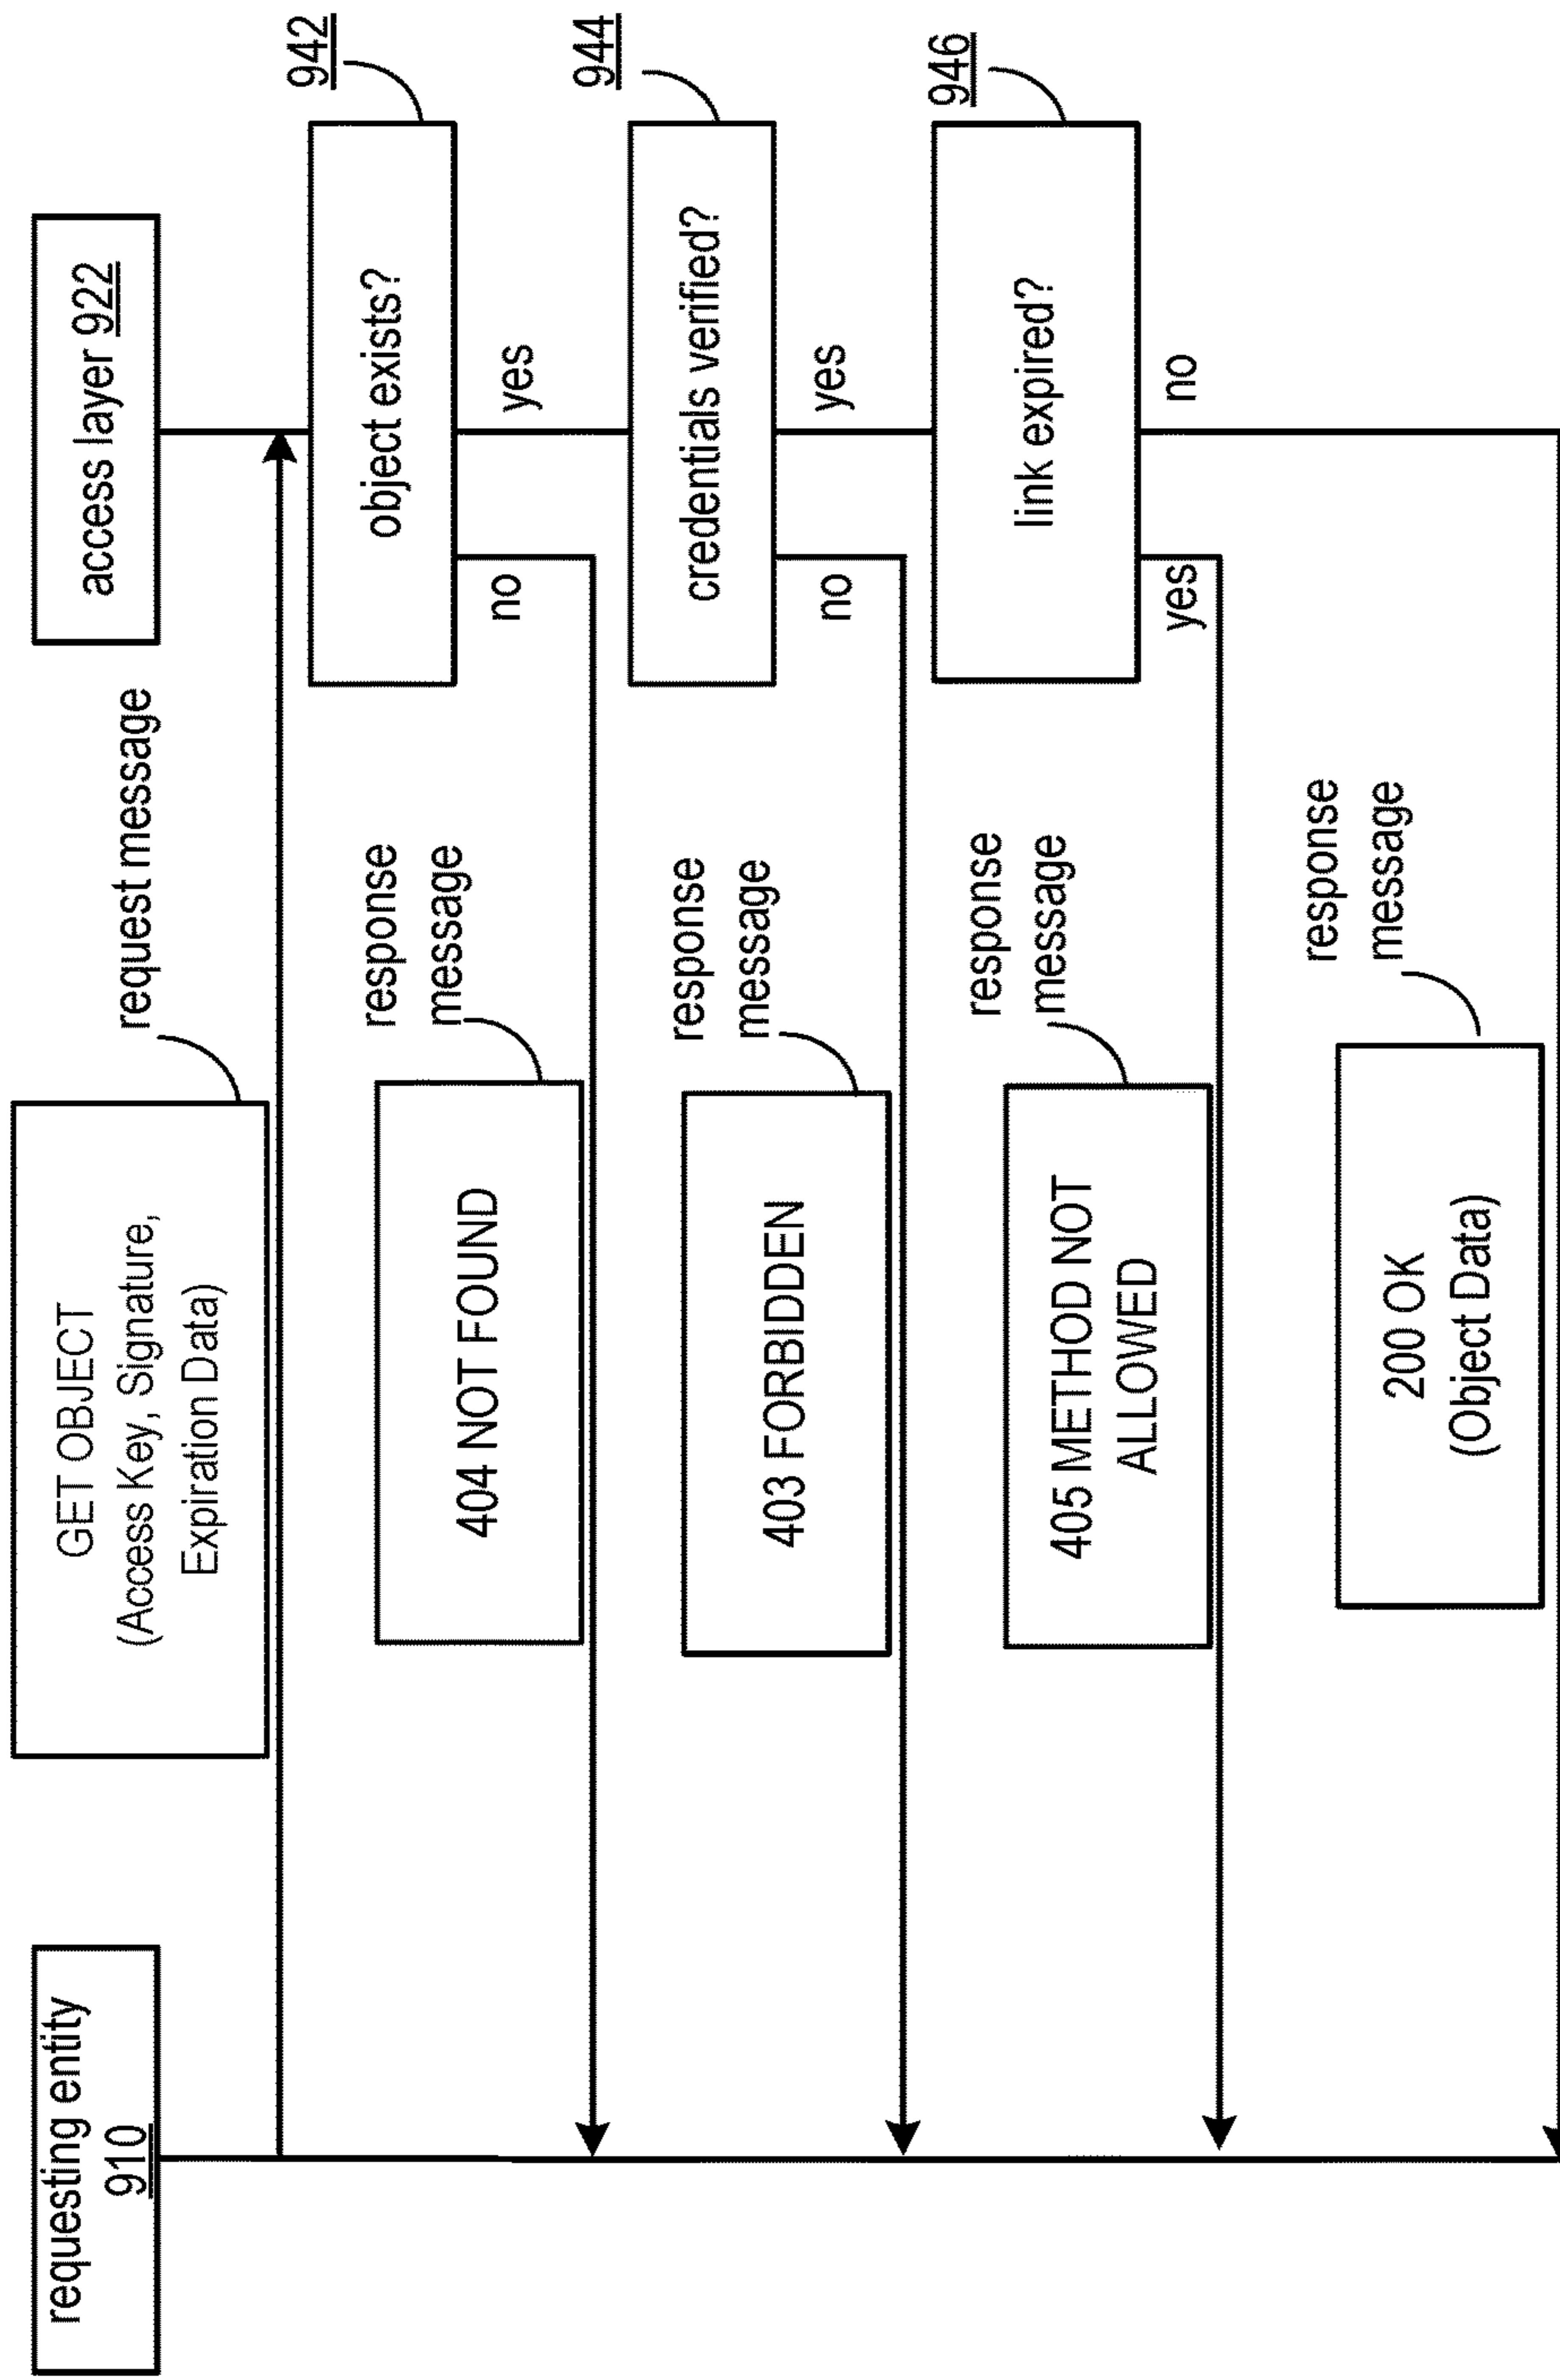 requesting entity
910
GET OBJECT
(Access Key, Signature,
Expiration Data)
request message
access layer 922
942
object exists?
no
yes
404 NOT FOUND
response
message
944
credentials verified?
no
yes
403 FORBIDDEN
response
message
946
link expired?
yes
no
405 METHOD NOT
ALLOWED
response
message
200 OK
(Object Data)
response
message